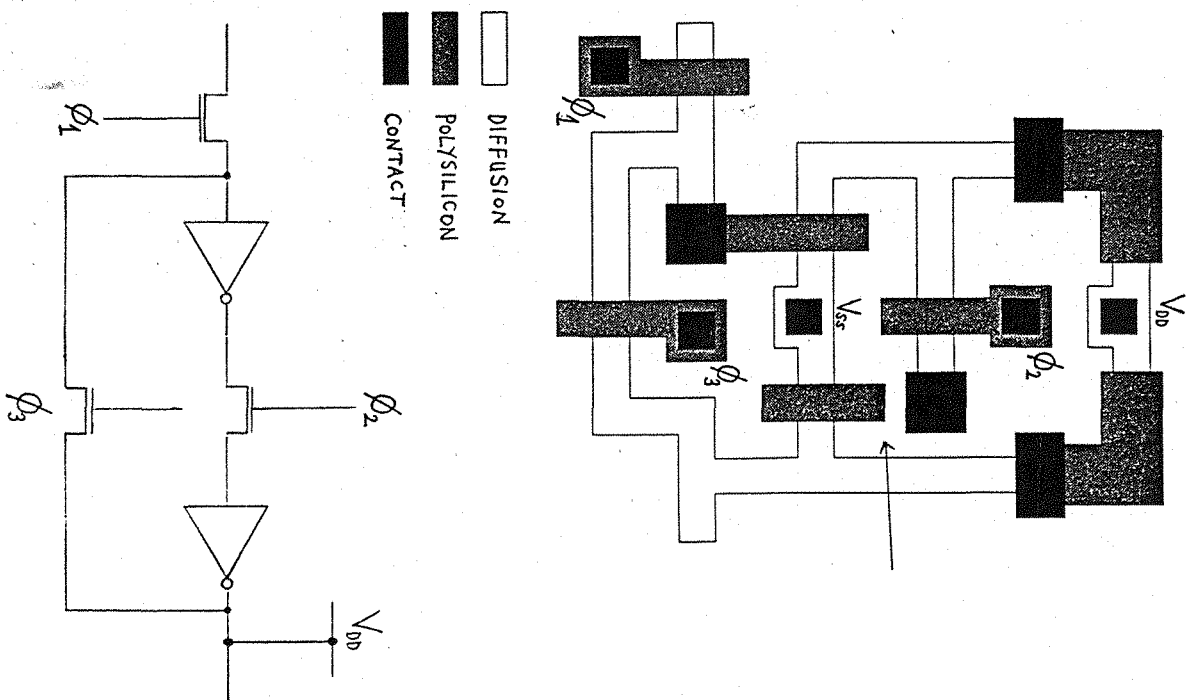 V_DD
ϕ_2
V_SS
ϕ_3
ϕ_1
DIFFUSION
POLYSILICON
CONTACT
ϕ_1
ϕ_2
ϕ_3
V_DD